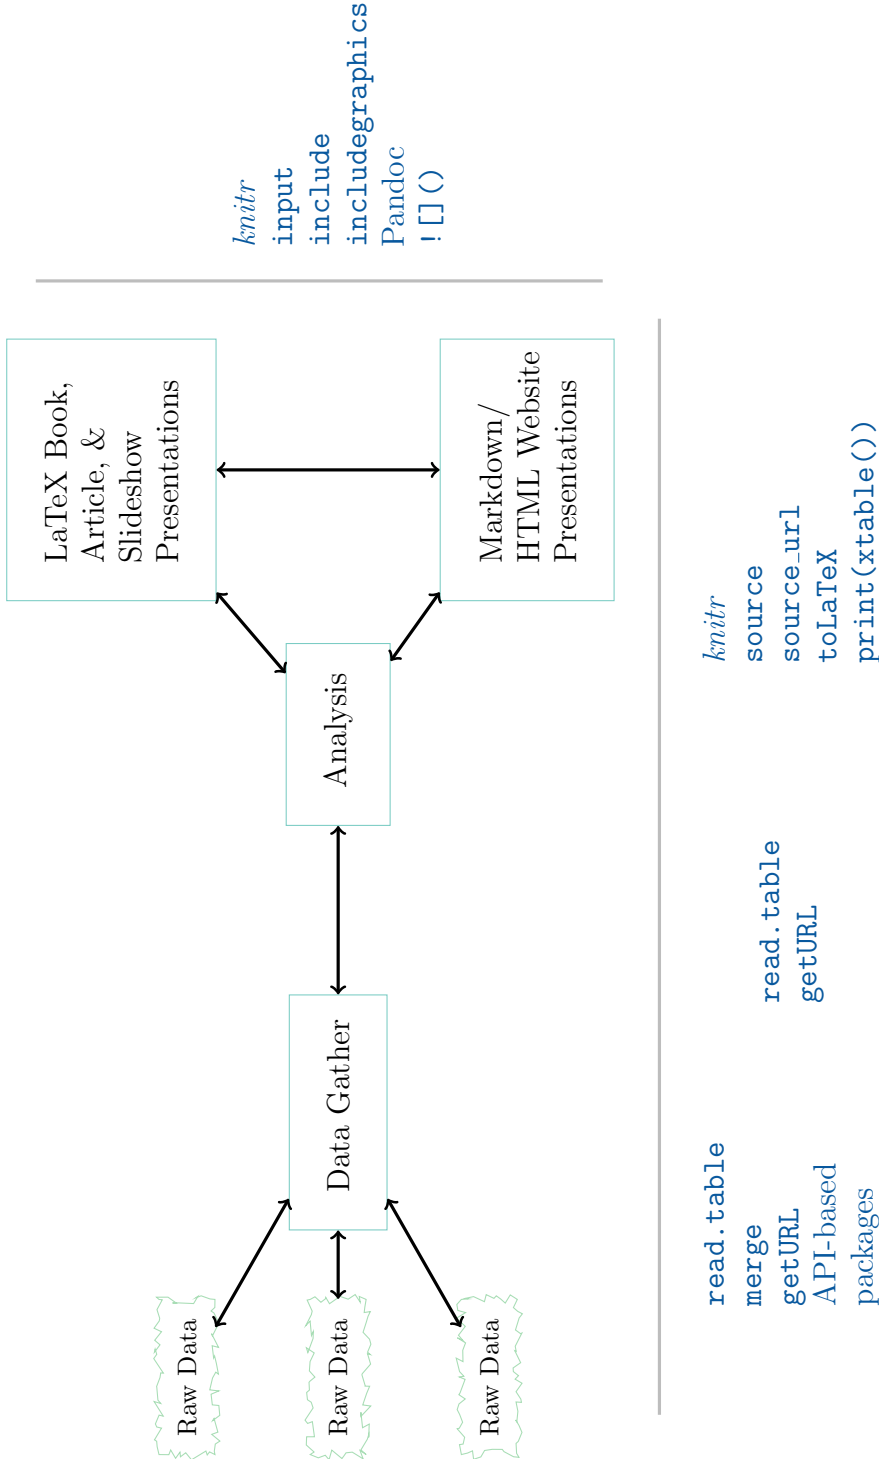 Raw Data
Raw Data
Raw Data
Data Gather
Analysis
LaTeX Book,
Article, &
Slideshow
Presentations
Markdown/
HTML Website
Presentations
knitr
input
include
includegraphics
Pandoc
![]()
read.table
merge
getURL
API-based
packages
read.table
getURL
knitr
source
source_url
toLaTeX
print(xtable())